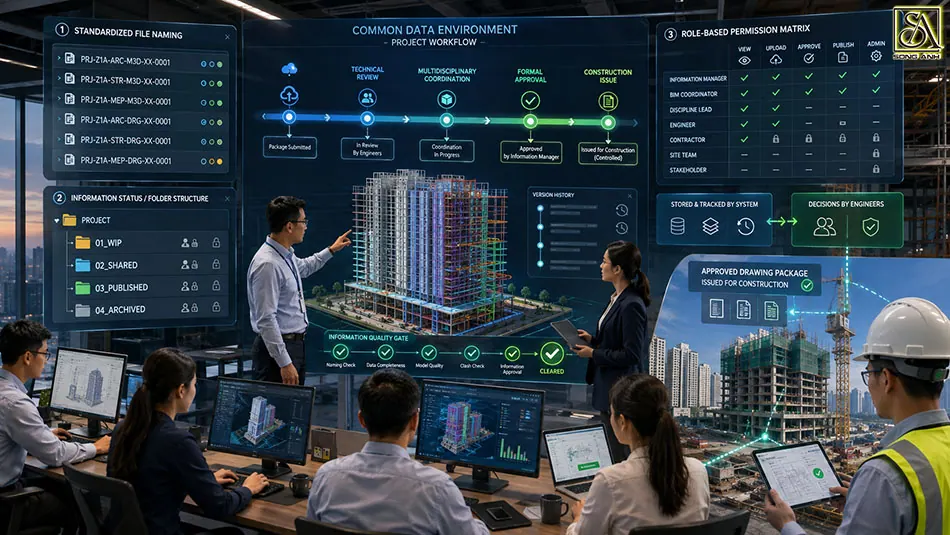 1 STANDARDIZED FILE NAMING
PRJ-Z1A-ARC-M3D-XX-0001
PRJ-Z1A-STR-M3D-XX-0001
PRJ-Z1A-MEP-M3D-XX-0001
PRJ-Z1A-ARC-DRG-XX-0001
PRJ-Z1A-STR-DRG-XX-0001
PRJ-Z1A-MEP-DRG-XX-0001
2 INFORMATION STATUS / FOLDER STRUCTURE
PROJECT
01_WIP
02_SHARED
03_PUBLISHED
04_ARCHIVED
COMMON DATA ENVIRONMENT
- PROJECT WORKFLOW -
TECHNICAL
REVIEW
MULTIDISCIPLINARY
COORDINATION
FORMAL
APPROVAL
CONSTRUCTION
ISSUE
Package Submitted
In Review
By Engineers
Coordination
In Progress
Approved
by Information Manager
Issued for Construction
(Controlled)
VERSION HISTORY
INFORMATION QUALITY GATE
Naming Check
Data Completeness
Model Quality
Clash Check
Information
Approval
CLEARED
3 ROLE-BASED PERMISSION MATRIX
VIEW UPLOAD APPROVE PUBLISH ADMIN
INFORMATION MANAGER
BIM COORDINATOR
DISCIPLINE LEAD
ENGINEER
CONTRACTOR
SITE TEAM
STAKEHOLDER
STORED & TRACKED BY SYSTEM
DECISIONS BY ENGINEERS
APPROVED DRAWING PACKAGE
ISSUED FOR CONSTRUCTION
SA
SONG ANH